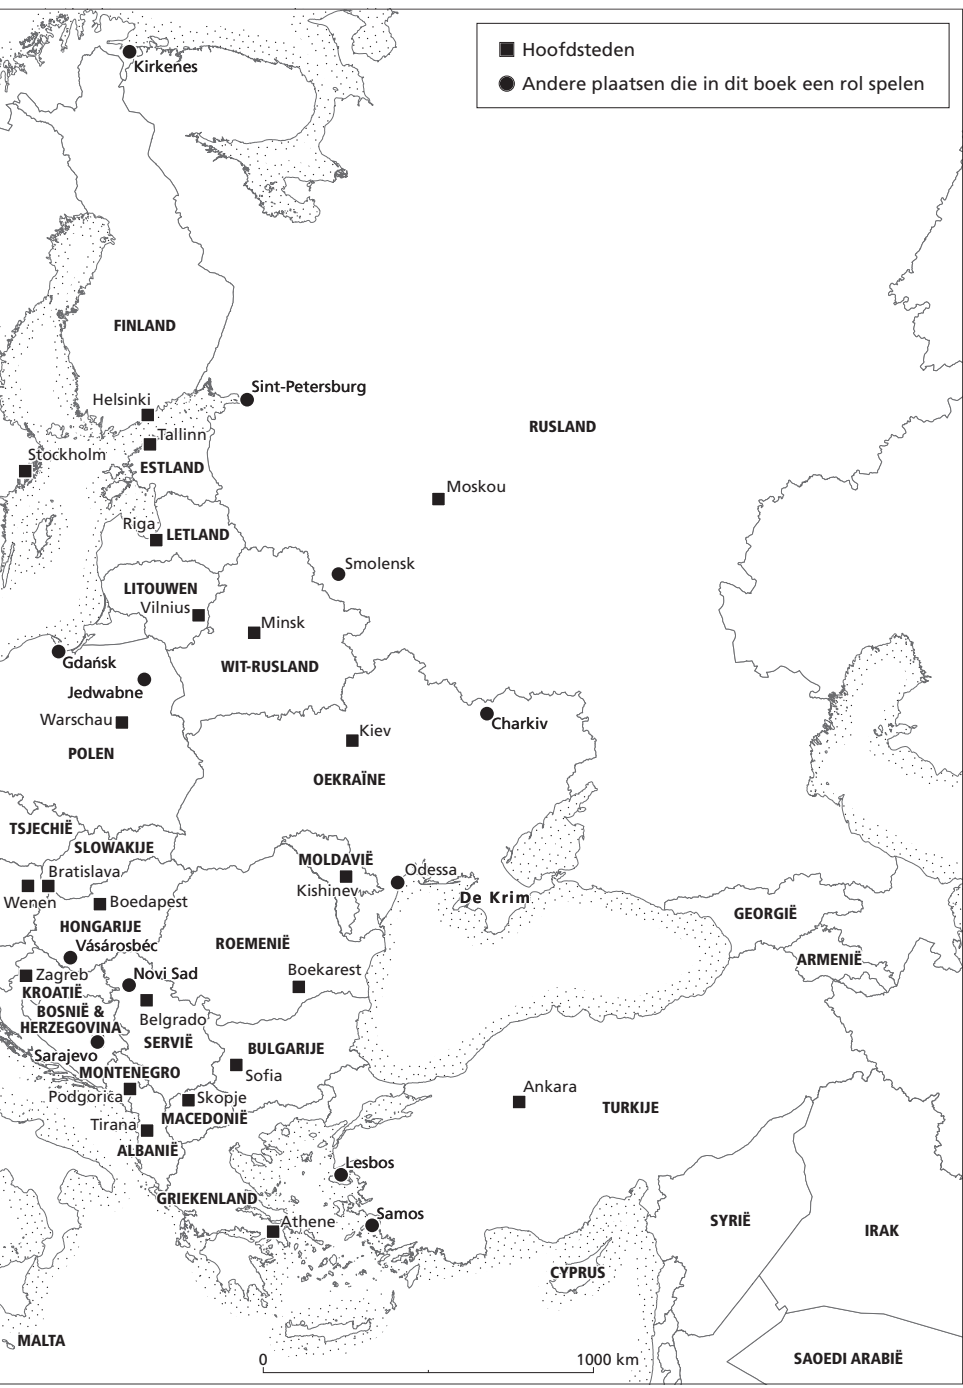 Hoofdsteden
Andere plaatsen die in dit boek een rol spelen
Kirkenes
FINLAND
Sint-Petersburg
Helsinki
RUSLAND
Tallinn
Stockholm
ESTLAND
Moskou
Riga
LETLAND
Smolensk
LITOUWEN
Vilnius
Minsk
Gdańsk
WIT-RUSLAND
Jedwabne
Warschau
Charkiv
Kiev
POLEN
OEKRAÏNE
TSJECHIË
SLOWAKIJE
MOLDAVIË
Bratislava
Odessa
Kishinev
De Krim
Wenen
Boedapest
GEORGIË
HONGARIJE
Vásárosbéc
ROEMENIË
ARMENIË
Zagreb
Novi Sad
Boekarest
KROATIË
BOSNIË &
HERZEGOVINA
Belgrado
SERVIË
BULGARIJE
Sarajevo
MONTENEGRO
Sofia
Ankara
Podgorica
Skopje
TURKIJE
MACEDONIË
Tirana
ALBANIË
Lesbos
GRIEKENLAND
Samos
Athene
SYRIË
IRAK
CYPRUS
MALTA
SAOEDI ARABIË
0
1000 km